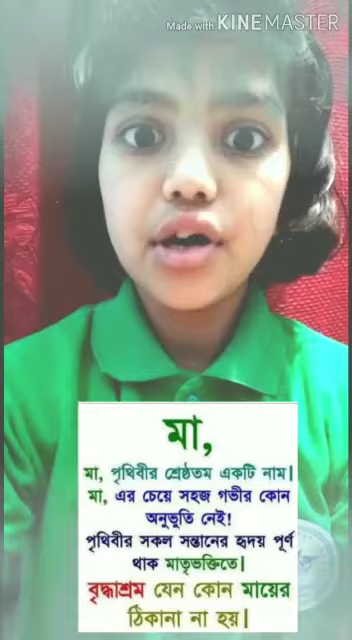 Made with KINEMASTER
মা,
মা, পৃথিবীর শ্রেষ্ঠতম একটি নাম।
মা, এর চেয়ে সহজ গভীর কোন
অনুভূতি নেই!
পৃথিবীর সকল সন্তানের হৃদয় পূর্ণ
থাক মাতৃভক্তিতে।
বৃদ্ধাশ্রম যেন কোন মায়ের
ঠিকানা না হয়।